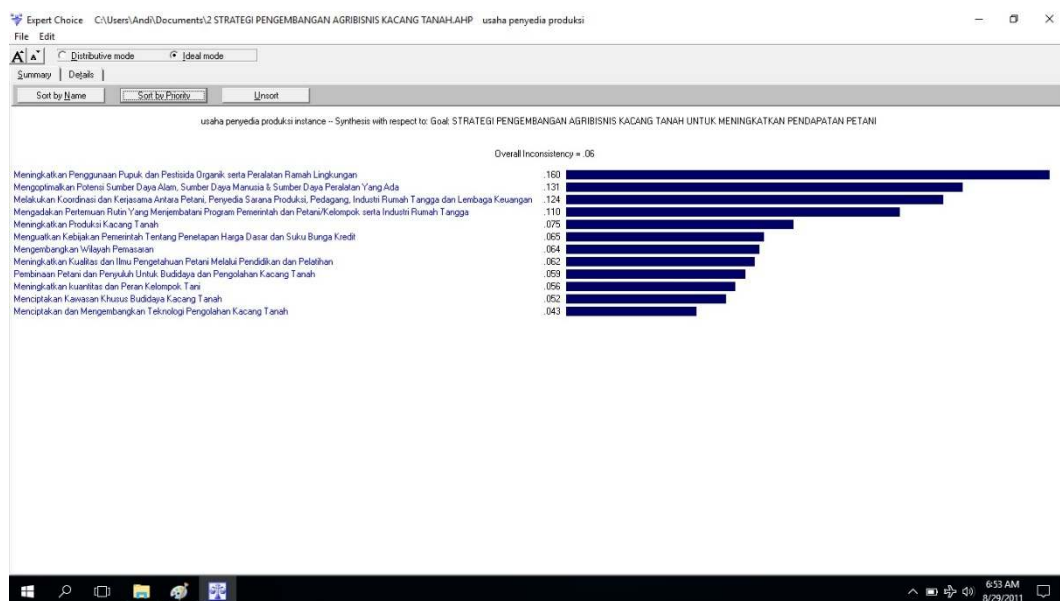 Expert Choice C:\Users\Andi\Documents\2 STRATEGI PENGEMBANGAN AGRIBISNIS KACANG TANAH.AHP usaha penyedia produksi
File Edit
A A Distributive mode Ideal mode
Summary Details
Sort by Name Sort by Priority Unsort
usaha penyedia produksi instance -- Synthesis with respect to: Goal: STRATEGI PENGEMBANGAN AGRIBISNIS KACANG TANAH UNTUK MENINGKATKAN PENDAPATAN PETANI
Overall Inconsistency = .06
Meningkatkan Penggunaan Pupuk dan Pestisida Organik serta Peralatan Ramah Lingkungan .160
Mengoptimalkan Potensi Sumber Daya Alam, Sumber Daya Manusia & Sumber Daya Peralatan Yang Ada .131
Melakukan Koordinasi dan Kerjasama Antara Petani, Penyedia Sarana Produksi, Pedagang, Industri Rumah Tangga dan Lembaga Keuangan .124
Mengadakan Pertemuan Rutin Yang Menjembatani Program Pemerintah dan Petani/Kelompok serta Industri Rumah Tangga .110
Meningkatkan Produksi Kacang Tanah .075
Menguatkan Kebijakan Pemerintah Tentang Penetapan Harga Dasar dan Suku Bunga Kredit .065
Mengembangkan Wilayah Pemasaran .064
Meningkatkan Kualitas dan Ilmu Pengetahuan Petani Melalui Pendidikan dan Pelatihan .062
Pembinaan Petani dan Penyuluh Untuk Budidaya dan Pengolahan Kacang Tanah .059
Meningkatkan kuantitas dan Peran Kelompok Tani .056
Menciptakan Kawasan Khusus Budidaya Kacang Tanah .052
Menciptakan dan Mengembangkan Teknologi Pengolahan Kacang Tanah .043
6:53 AM
8/29/2011